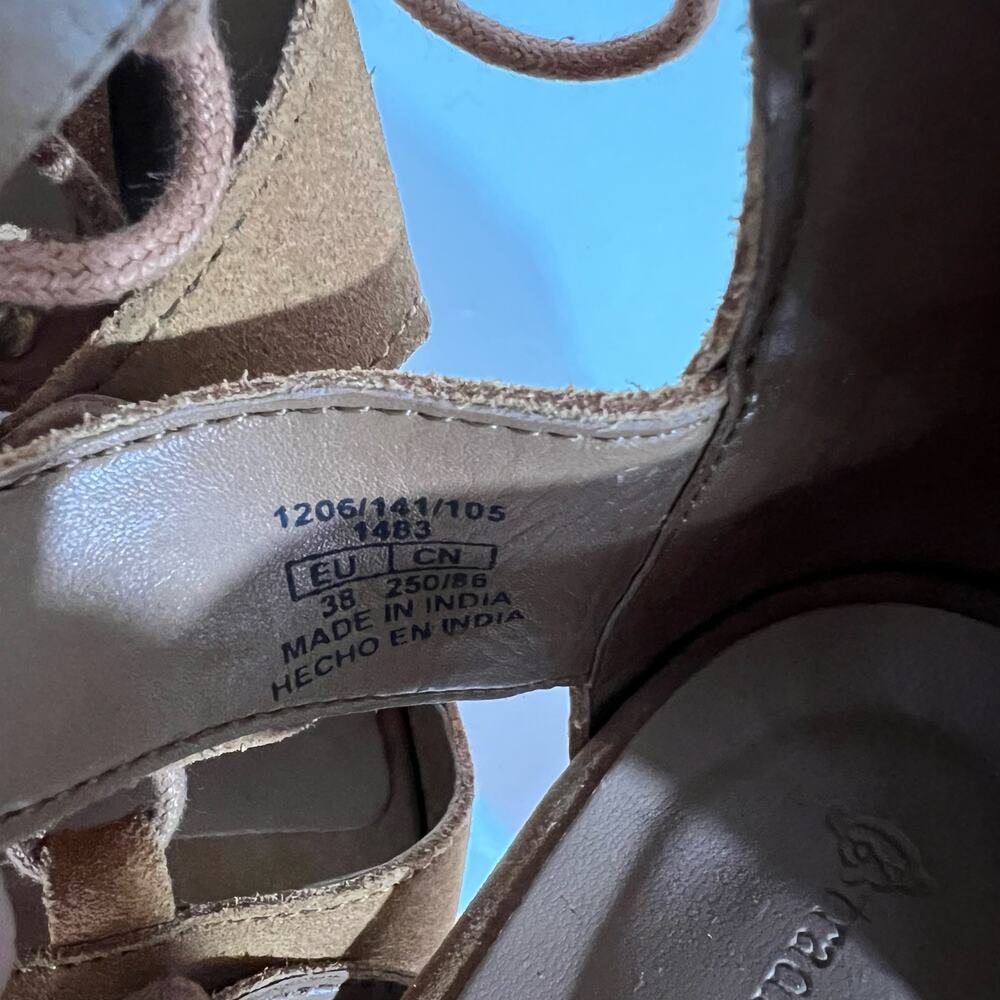 1206/141/105
1483
EU CN
38 250/86
MADE IN INDIA
HECHO EN INDIA